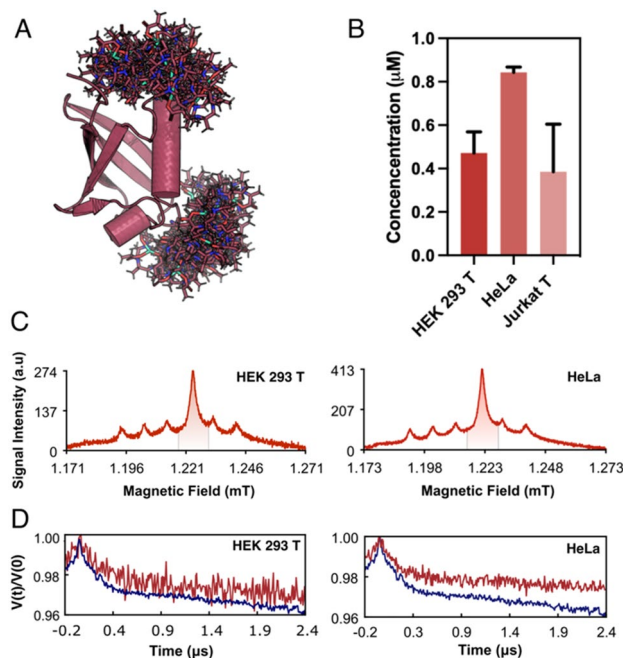 A
B
Concencentration (μM)
1.0
0.8
0.6
0.4
0.2
0.0
HEK 293 T
HeLa
Jurkat T
C
Signal Intensity (a.u)
274
137
0
HEK 293 T
1.171 1.196 1.221 1.246 1.271
Magnetic Field (mT)
413
207
0
HeLa
1.173 1.198 1.223 1.248 1.273
Magnetic Field (mT)
D
V(t)/V(0)
1.00
0.98
0.96
HEK 293 T
-0.2 0.4 0.9 1.4 1.9 2.4
Time (μs)
1.00
0.98
0.96
HeLa
-0.2 0.3 0.9 1.4 1.9 2.4
Time (μs)